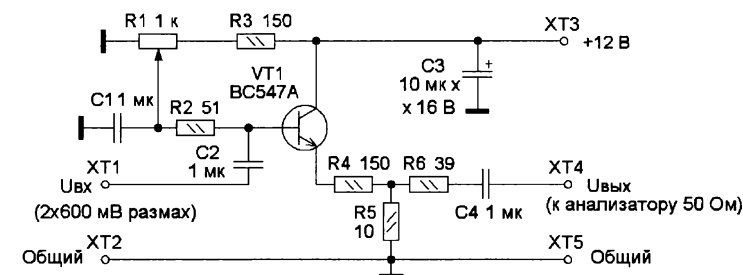 R1 1 к
R3 150
XT3
+12 В
VT1
BC547A
C3
10 мк х
х 16 В
C1 1 мк
R2 51
C2
1 мк
XT1
Uвх
(2х600 мВ размах)
R4 150
R6 39
XT4
Uвых
(к анализатору 50 Ом)
R5
10
C4 1 мк
XT2
Общий
XT5
Общий